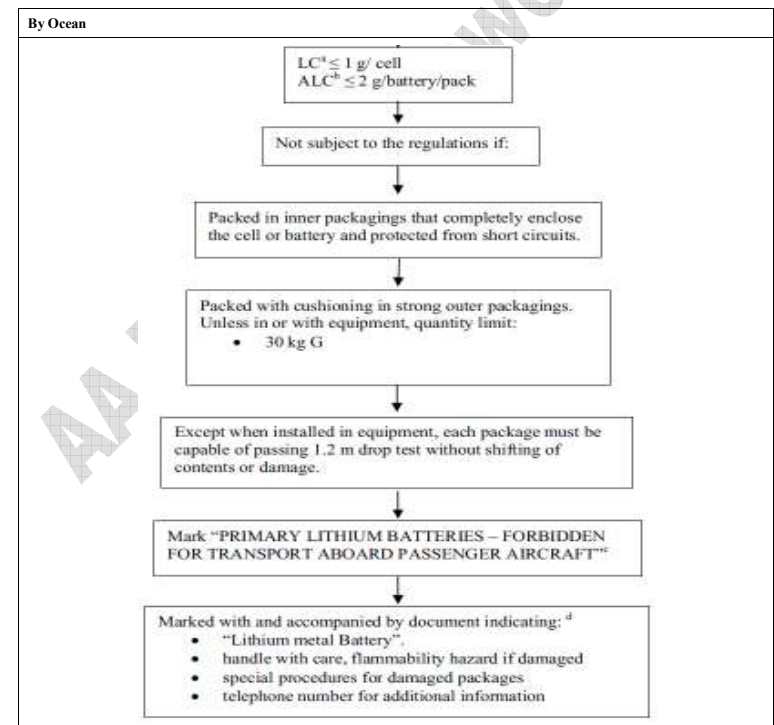 By Ocean
LCᵃ ≤ 1 g/ cell
ALCᵇ ≤ 2 g/battery/pack
Not subject to the regulations if:
Packed in inner packagings that completely enclose
the cell or battery and protected from short circuits.
Packed with cushioning in strong outer packagings.
Unless in or with equipment, quantity limit:
• 30 kg G
Except when installed in equipment, each package must be
capable of passing 1.2 m drop test without shifting of
contents or damage.
Mark “PRIMARY LITHIUM BATTERIES – FORBIDDEN
FOR TRANSPORT ABOARD PASSENGER AIRCRAFT”ᶜ
Marked with and accompanied by document indicating: ᵈ
• “Lithium metal Battery”.
• handle with care, flammability hazard if damaged
• special procedures for damaged packages
• telephone number for additional information